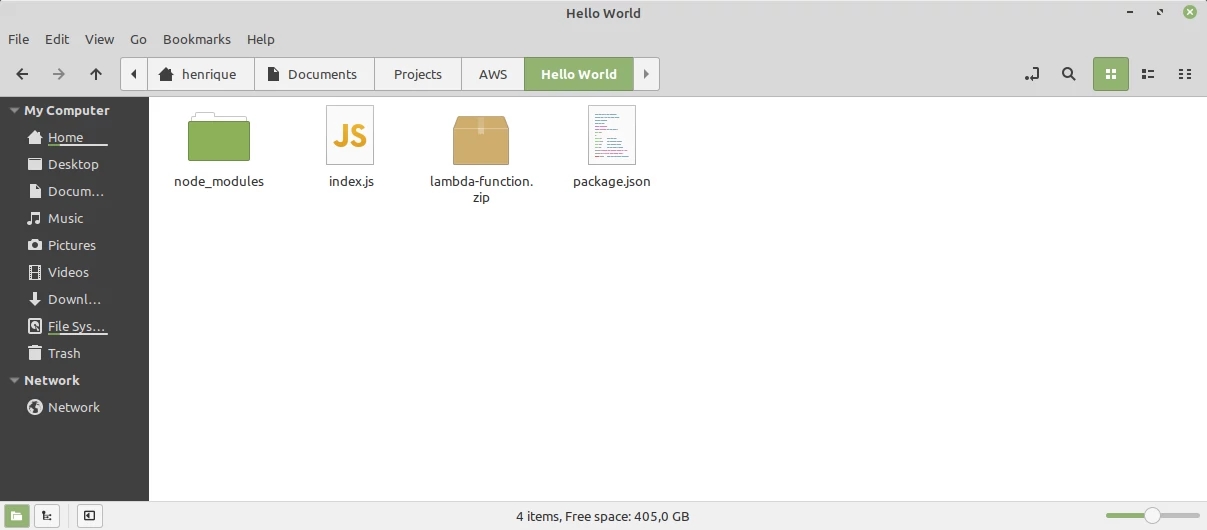 Hello World
File Edit View Go Bookmarks Help
henrique Documents Projects AWS Hello World
My Computer
Home
Desktop
Docum...
Music
Pictures
Videos
Downl...
File Sys...
Trash
Network
Network
JS
node_modules index.js lambda-function. package.json
zip
4 items, Free space: 405,0 GB